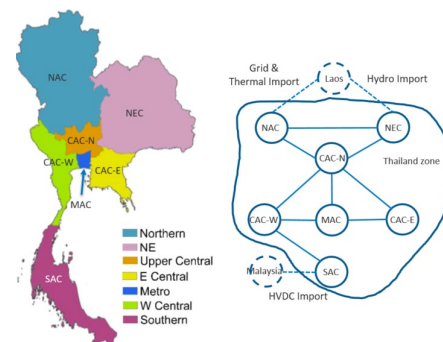 NAC
NEC
CAC-N
CAC-W
CAC-E
MAC
SAC
Northern
NE
Upper Central
E Central
Metro
W Central
Southern
Grid &
Thermal Import
Laos
Hydro Import
NAC
NEC
Thailand zone
CAC-N
CAC-W
MAC
CAC-E
Malaysia
SAC
HVDC Import